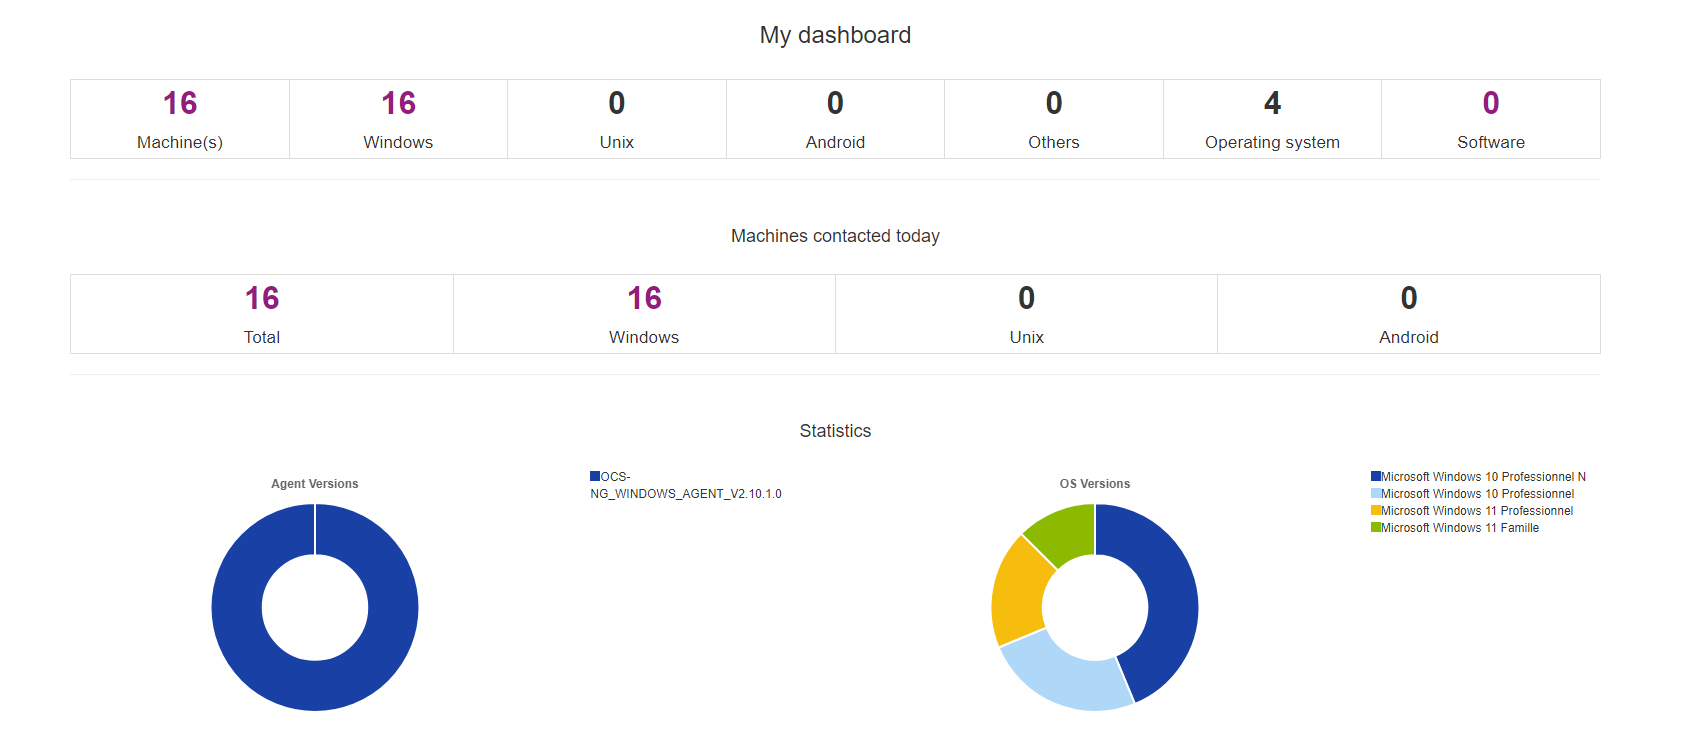 My dashboard
16 16 0 0 0 4 0
Machine(s) Windows Unix Android Others Operating system Software
Machines contacted today
16 16 0 0
Total Windows Unix Android
Statistics
Agent Versions
OCS-
NG_WINDOWS_AGENT_V2.10.1.0
OS Versions
Microsoft Windows 10 Professionnel N
Microsoft Windows 10 Professionnel
Microsoft Windows 11 Professionnel
Microsoft Windows 11 Famille